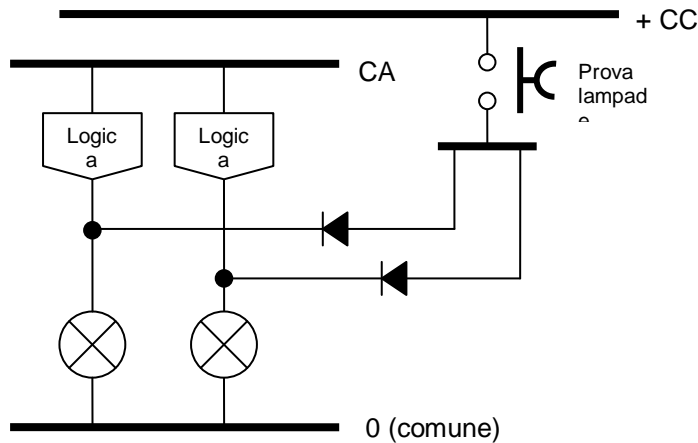 + CC
CA
Prova
lampad
e
Logic
a
Logic
a
0 (comune)